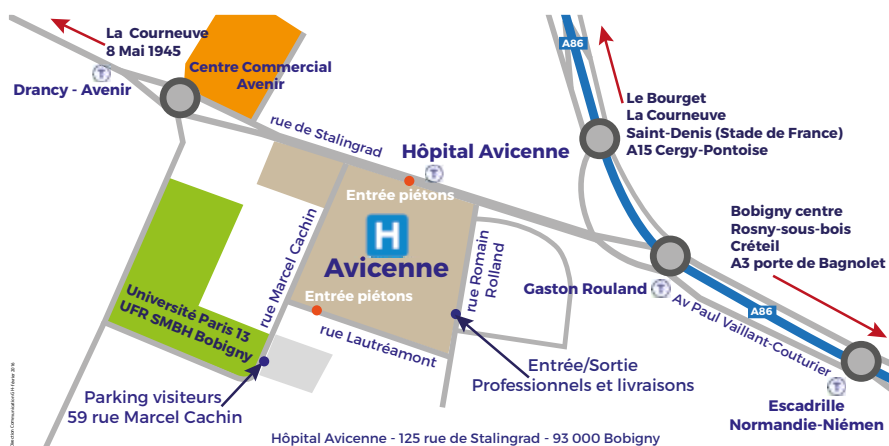 La Courneuve
8 Mai 1945
Drancy - Avenir
T
Centre Commercial
Avenir
rue de Stalingrad
A86
Le Bourget
La Courneuve
Saint-Denis (Stade de France)
A15 Cergy-Pontoise
Hôpital Avicenne
T
Entrée piétons
H
Avicenne
rue Marcel Cachin
rue Romain
Rolland
Bobigny centre
Rosny-sous-bois
Créteil
A3 porte de Bagnolet
Gaston Rouland
T
Av Paul Vaillant-Couturier
A86
Université Paris 13
UFR SMBH Bobigny
Entrée piétons
rue Lautréamont
Entrée/Sortie
Professionnels et livraisons
Parking visiteurs
59 rue Marcel Cachin
T
Escadrille
Normandie-Niémen
Hôpital Avicenne - 125 rue de Stalingrad - 93 000 Bobigny